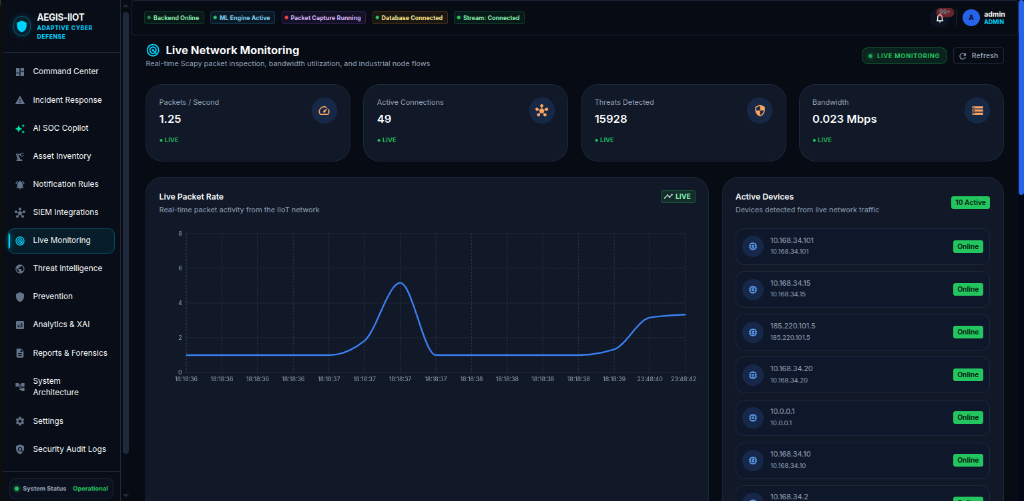 AEGIS-IIOT
ADAPTIVE CYBER
DEFENSE
Command Center
Incident Response
AI SOC Copilot
Asset Inventory
Notification Rules
SIEM Integrations
Live Monitoring
Threat Intelligence
Prevention
Analytics & XAI
Reports & Forensics
System
Architecture
Settings
Security Audit Logs
System Status Operational
Backend Online
ML Engine Active
Packet Capture Running
Database Connected
Stream: Connected
99+
A
admin
ADMIN
Live Network Monitoring
Real-time Scapy packet inspection, bandwidth utilization, and industrial node flows
LIVE MONITORING
Refresh
Packets / Second
1.25
LIVE
Active Connections
49
LIVE
Threats Detected
15928
LIVE
Bandwidth
0.023 Mbps
LIVE
Live Packet Rate
Real-time packet activity from the IIoT network
LIVE
8
6
4
2
0
18:18:36 18:18:36 18:18:36 18:18:36 18:18:37 18:18:37 18:18:37 18:18:37 18:18:38 18:18:38 18:18:38 18:18:38 18:18:39 23:48:40 23:48:42
Active Devices
Devices detected from live network traffic
10 Active
10.168.34.101
10.168.34.101
Online
10.168.34.15
10.168.34.15
Online
185.220.101.5
185.220.101.5
Online
10.168.34.20
10.168.34.20
Online
10.0.0.1
10.0.0.1
Online
10.168.34.10
10.168.34.10
Online
10.168.34.2